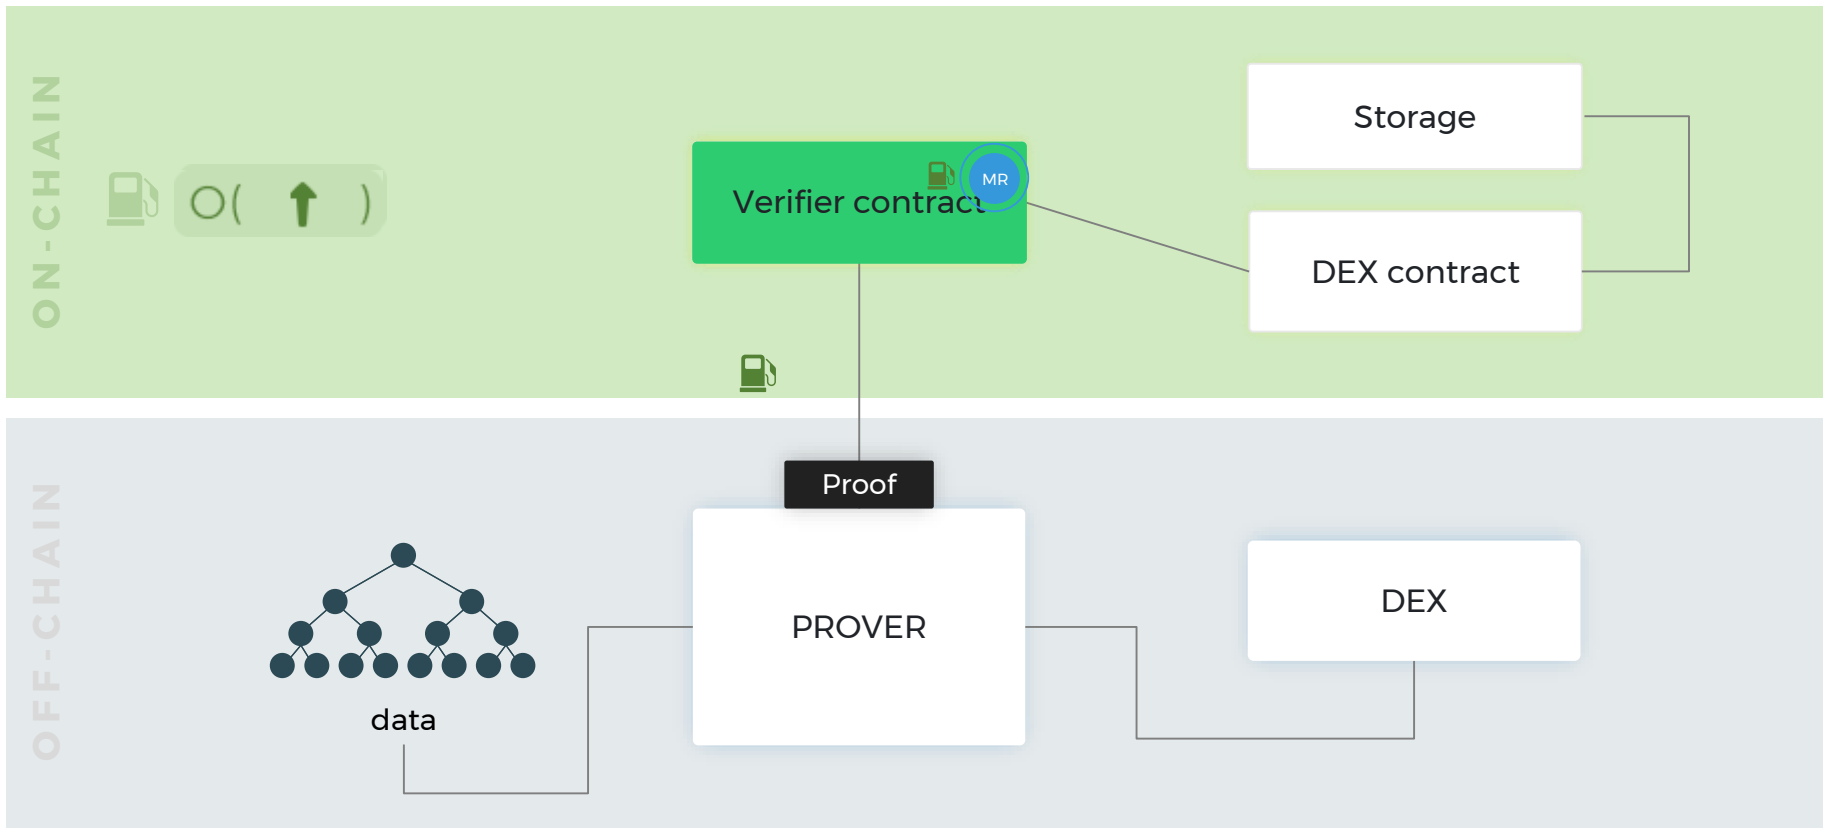 ON-CHAIN
O( )
Verifier contract
MR
Storage
DEX contract
OFF-CHAIN
Proof
PROVER
DEX
data